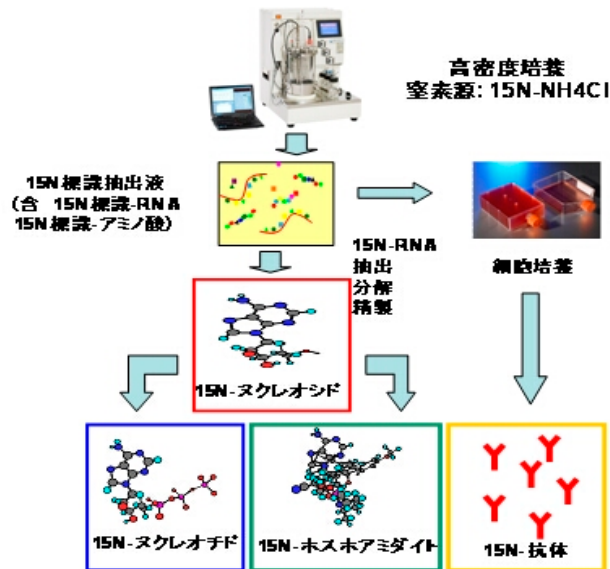 高密度培養
窒素源: 15N-NH4Cl
15N標識抽出液
(含 15N標識-RNA
15N標識-アミノ酸)
15N-RNA
抽出
分解
精製
細胞培養
15N-ヌクレオシド
15N-ヌクレオチド
15N-ホスホアミダイト
15N-抗体